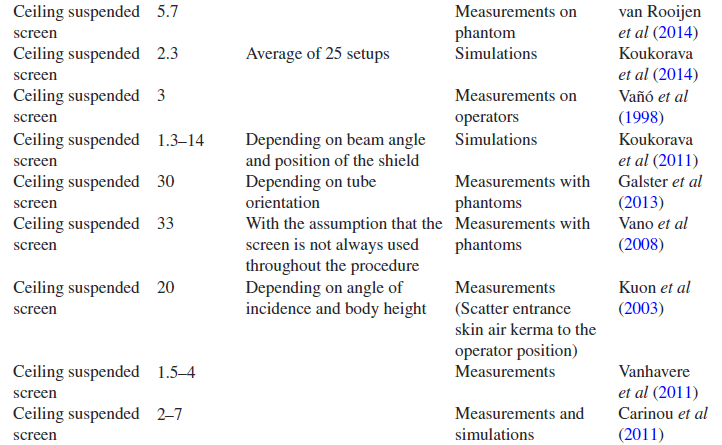 Ceiling suspended 5.7 Measurements on van Rooijen
screen phantom et al (2014)
Ceiling suspended 2.3 Average of 25 setups Simulations Koukorava
screen et al (2014)
Ceiling suspended 3 Measurements on Vañó et al
screen operators (1998)
Ceiling suspended 1.3–14 Depending on beam angle Simulations Koukorava
screen and position of the shield et al (2011)
Ceiling suspended 30 Depending on tube Measurements with Galster et al
screen orientation phantoms (2013)
Ceiling suspended 33 With the assumption that the Measurements with Vano et al
screen screen is not always used phantoms (2008)
throughout the procedure
Ceiling suspended 20 Depending on angle of Measurements Kuon et al
screen incidence and body height (Scatter entrance (2003)
skin air kerma to the
operator position)
Ceiling suspended 1.5–4 Measurements Vanhavere
screen et al (2011)
Ceiling suspended 2–7 Measurements and Carinou et al
screen simulations (2011)